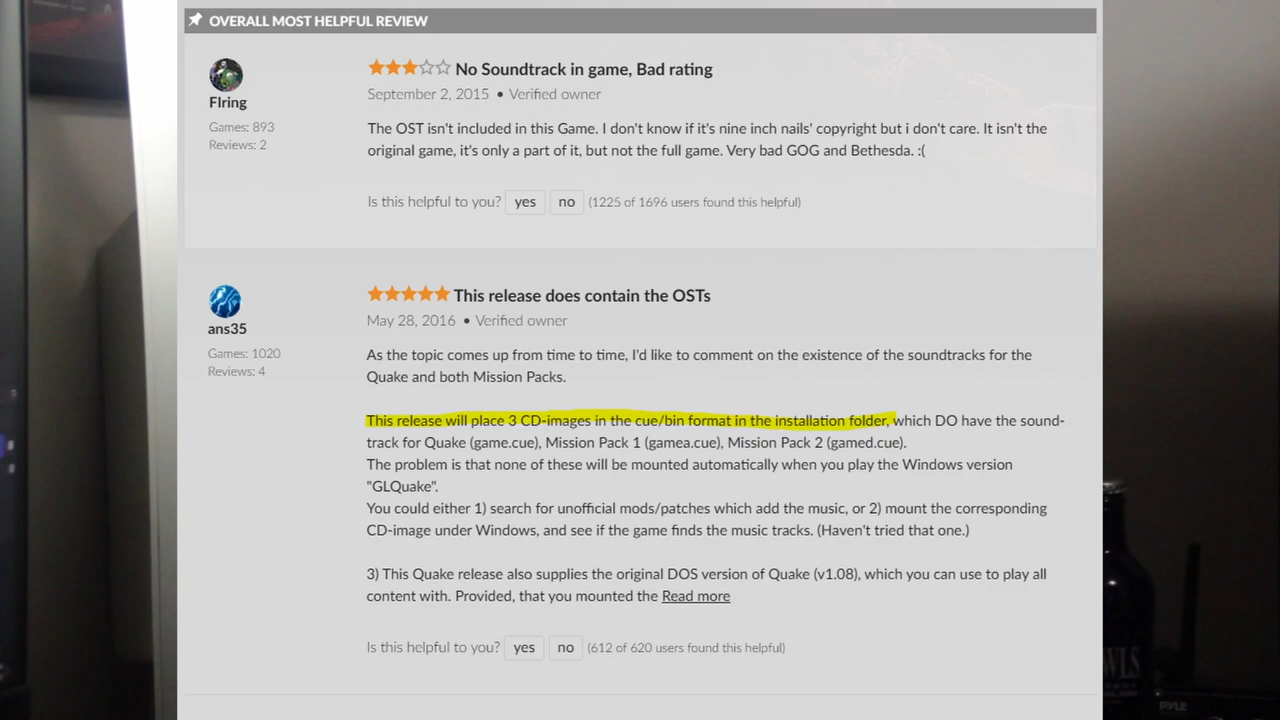 OVERALL MOST HELPFUL REVIEW
No Soundtrack in game, Bad rating
September 2, 2015 • Verified owner
Flring
Games: 893
Reviews: 2
The OST isn't included in this Game. I don't know if it's nine inch nails' copyright but i don't care. It isn't the
original game, it's only a part of it, but not the full game. Very bad GOG and Bethesda. :(
Is this helpful to you? yes no (1225 of 1696 users found this helpful)
This release does contain the OSTs
May 28, 2016 • Verified owner
ans35
Games: 1020
Reviews: 4
As the topic comes up from time to time, I'd like to comment on the existence of the soundtracks for the
Quake and both Mission Packs.
This release will place 3 CD-images in the cue/bin format in the installation folder, which DO have the sound-
track for Quake (game.cue), Mission Pack 1 (gamea.cue), Mission Pack 2 (gamed.cue).
The problem is that none of these will be mounted automatically when you play the Windows version
"GLQuake".
You could either 1) search for unofficial mods/patches which add the music, or 2) mount the corresponding
CD-image under Windows, and see if the game finds the music tracks. (Haven't tried that one.)
3) This Quake release also supplies the original DOS version of Quake (v1.08), which you can use to play all
content with. Provided, that you mounted the Read more
Is this helpful to you? yes no (612 of 620 users found this helpful)
PYLE